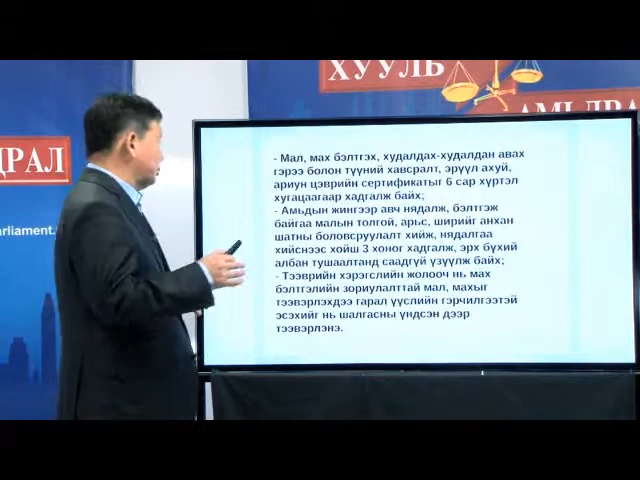 ХУУЛЬ
АМЬДРАЛ
ДРАЛ
arliament.
- Мал, мах бэлтгэх, худалдах-худалдан авах
гэрээ болон түүний хавсралт, эрүүл ахуй,
ариун цэврийн сертификатыг 6 сар хүртэл
хугацаагаар хадгалж байх;
- Амьдын жингээр авч нядалж, бэлтгэж
байгаа малын толгой, арьс, ширийг анхан
шатны боловсруулалт хийж, нядалгаа
хийснээс хойш 3 хоног хадгалж, эрх бүхий
албан тушаалтанд саадгүй үзүүлж байх;
- Тээврийн хэрэгслийн жолооч нь мах
бэлтгэлийн зориулалттай мал, махыг
тээвэрлэхдээ гарал үүслийн гэрчилгээтэй
эсэхийг нь шалгасны үндсэн дээр
тээвэрлэнэ.